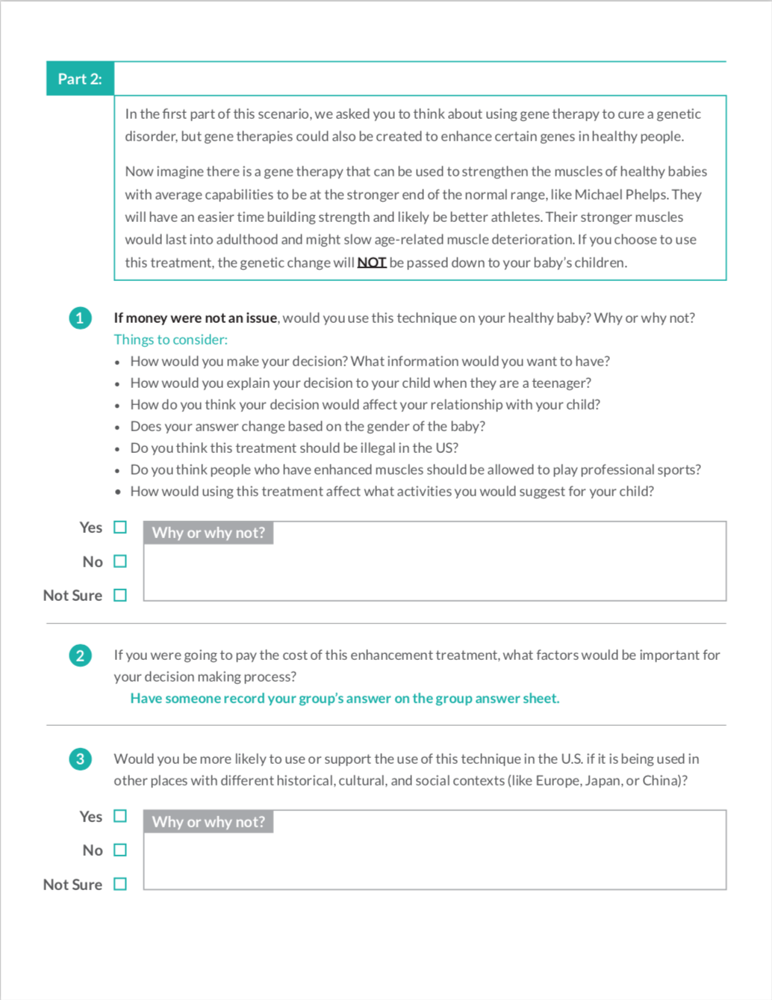 Part 2:
In the first part of this scenario, we asked you to think about using gene therapy to cure a genetic
disorder, but gene therapies could also be created to enhance certain genes in healthy people.
Now imagine there is a gene therapy that can be used to strengthen the muscles of healthy babies
with average capabilities to be at the stronger end of the normal range, like Michael Phelps. They
will have an easier time building strength and likely be better athletes. Their stronger muscles
would last into adulthood and might slow age-related muscle deterioration. If you choose to use
this treatment, the genetic change will NOT be passed down to your baby's children.
1 If money were not an issue, would you use this technique on your healthy baby? Why or why not?
Things to consider:
• How would you make your decision? What information would you want to have?
• How would you explain your decision to your child when they are a teenager?
• How do you think your decision would affect your relationship with your child?
• Does your answer change based on the gender of the baby?
• Do you think this treatment should be illegal in the US?
• Do you think people who have enhanced muscles should be allowed to play professional sports?
• How would using this treatment affect what activities you would suggest for your child?
Yes
Why or why not?
No
Not Sure
2 If you were going to pay the cost of this enhancement treatment, what factors would be important for
your decision making process?
Have someone record your group's answer on the group answer sheet.
3 Would you be more likely to use or support the use of this technique in the U.S. if it is being used in
other places with different historical, cultural, and social contexts (like Europe, Japan, or China)?
Yes
Why or why not?
No
Not Sure